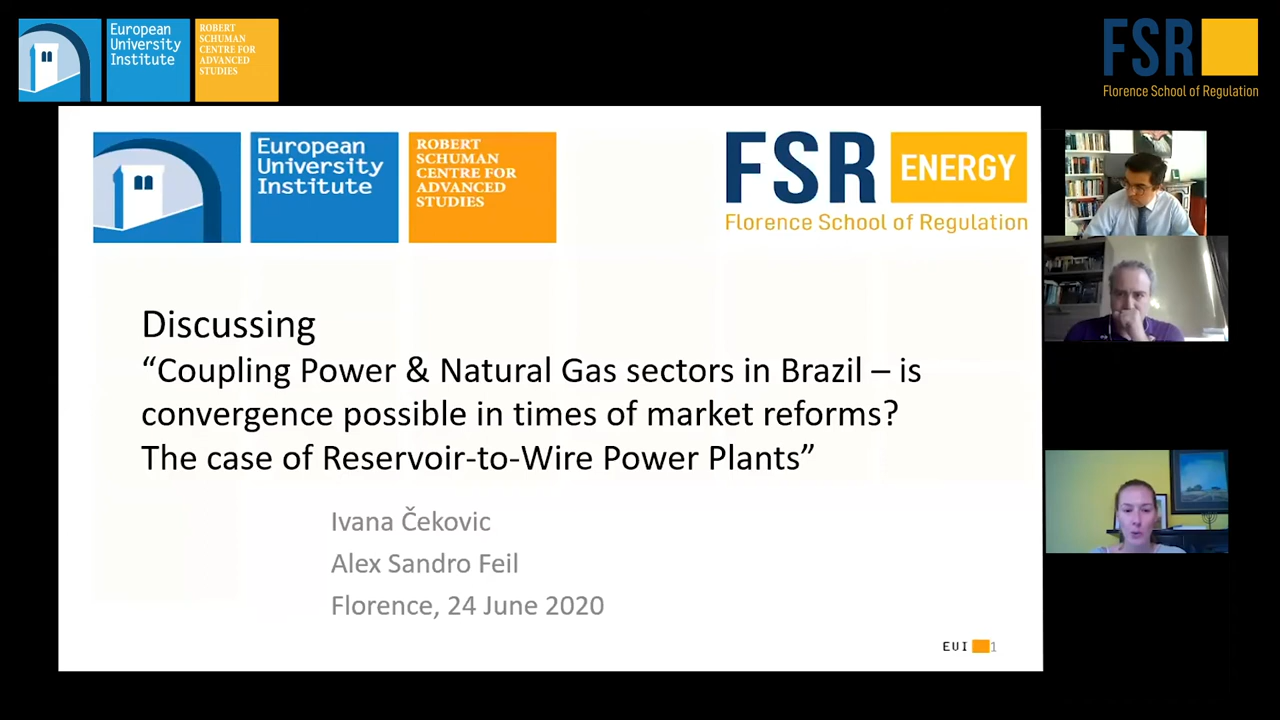 European
University
Institute
ROBERT
SCHUMAN
CENTRE FOR
ADVANCED
STUDIES
FSR
Florence School of Regulation
European
University
Institute
ROBERT
SCHUMAN
CENTRE FOR
ADVANCED
STUDIES
FSR ENERGY
Florence School of Regulation
Discussing
“Coupling Power & Natural Gas sectors in Brazil – is
convergence possible in times of market reforms?
The case of Reservoir-to-Wire Power Plants”
Ivana Čekovic
Alex Sandro Feil
Florence, 24 June 2020
EUI 1